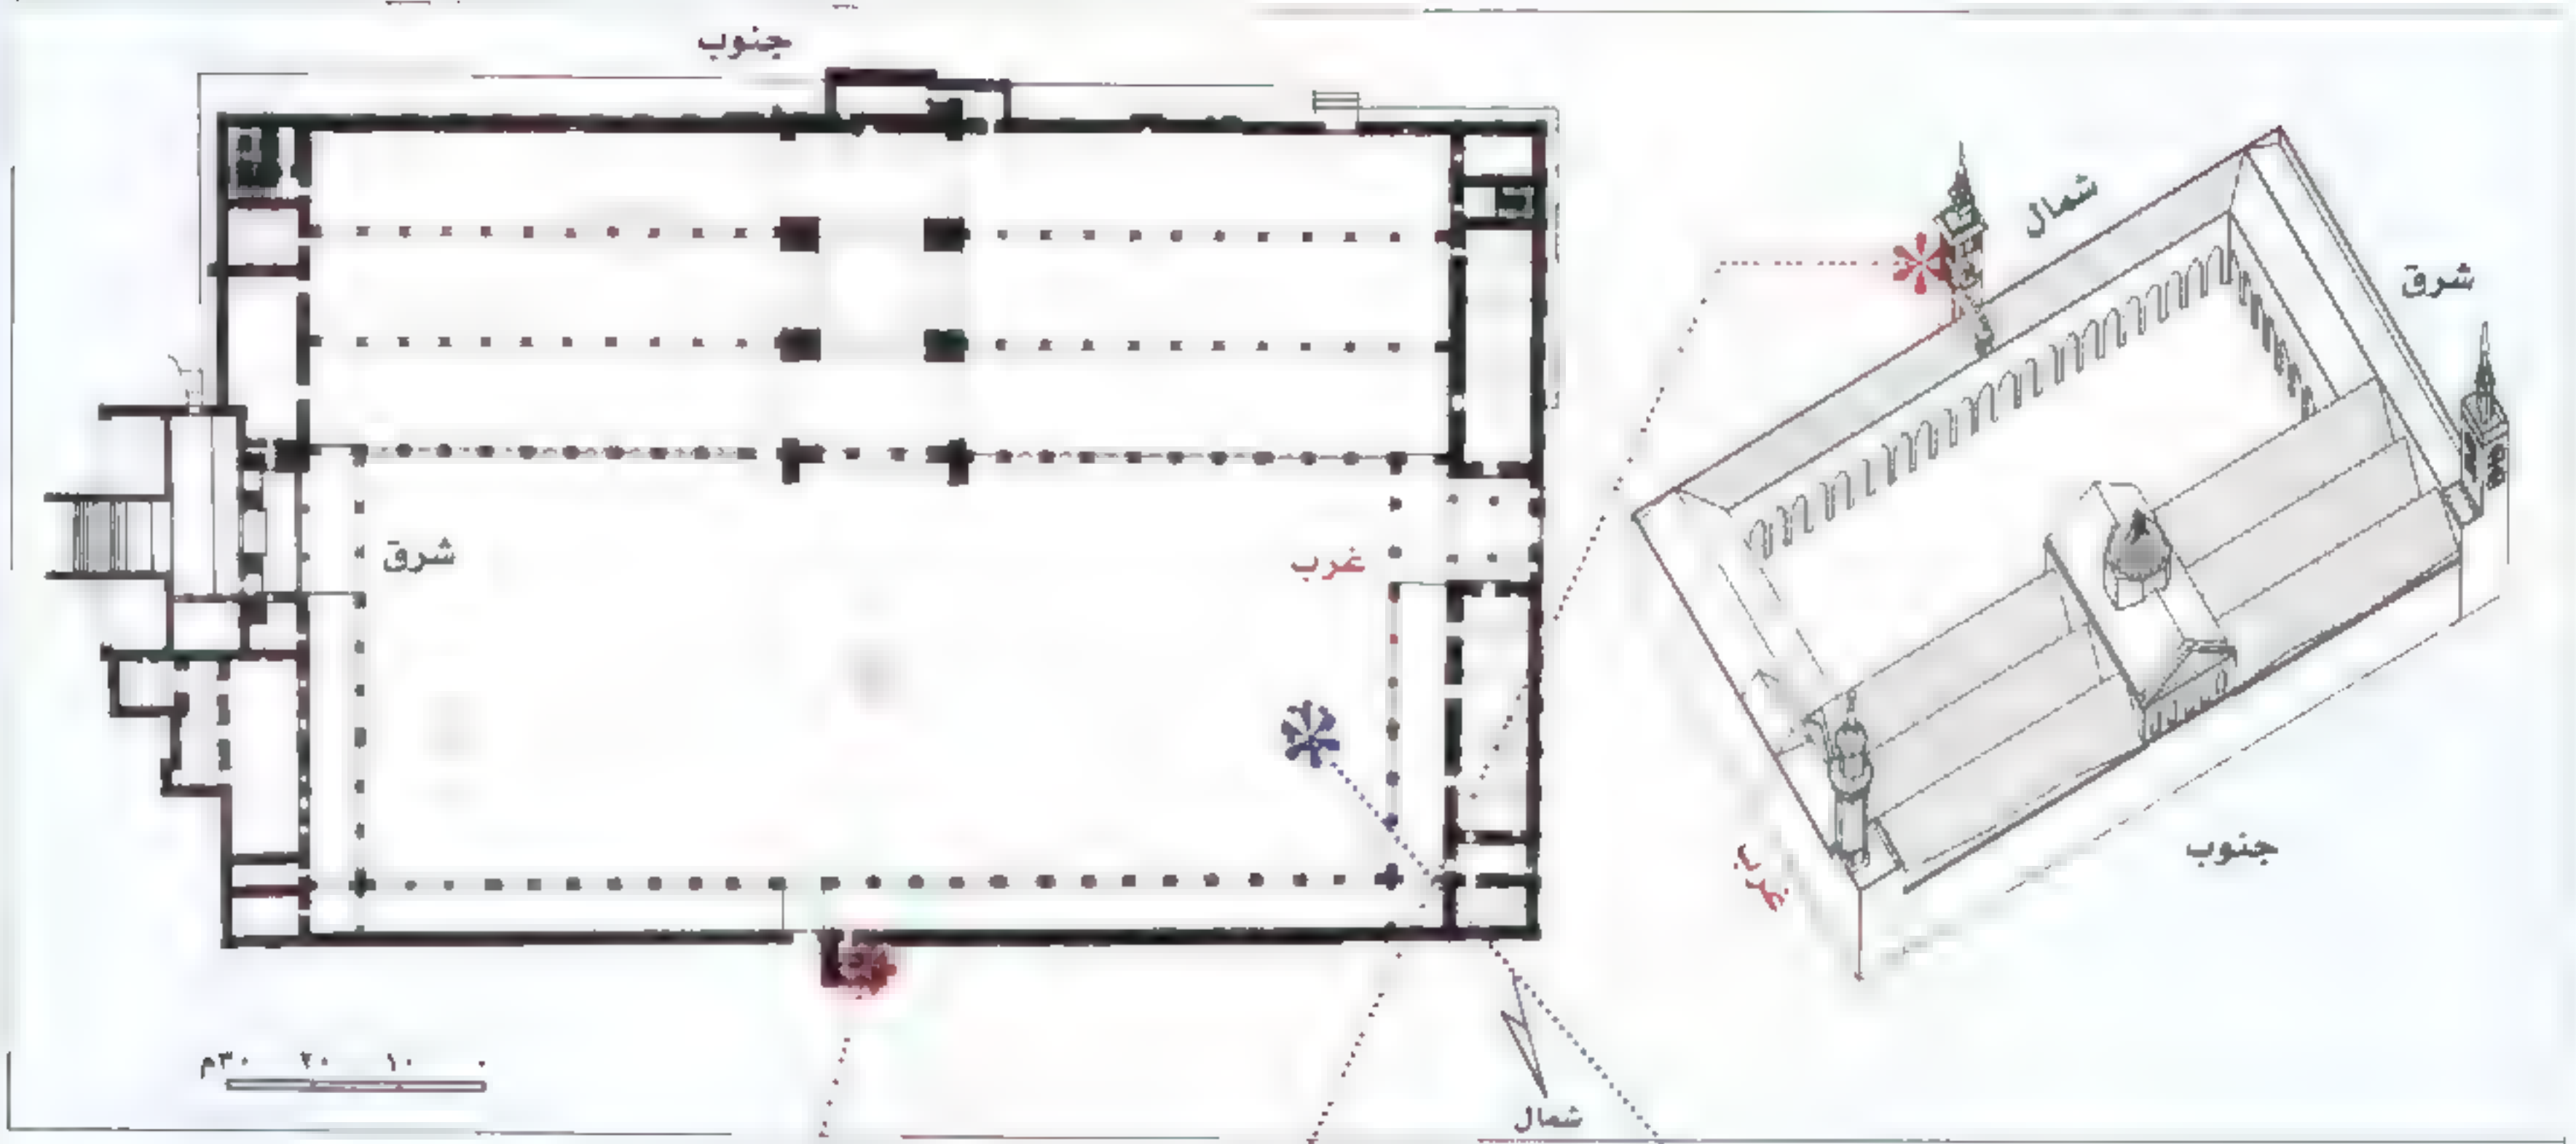 جنوب
شمال
شرق
شرق
غرب
جنوب
غرب
٣٠م ٢٠ ١٠ ٠
شمال